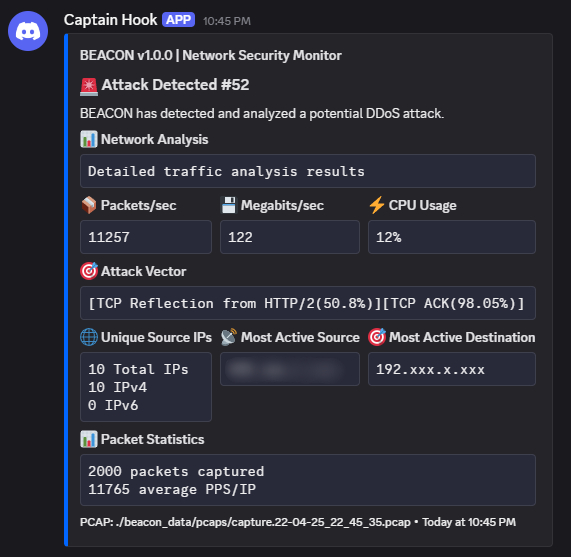 Captain Hook APP 10:45 PM
BEACON v1.0.0 | Network Security Monitor
Attack Detected #52
BEACON has detected and analyzed a potential DDoS attack.
Network Analysis
Detailed traffic analysis results
Packets/sec Megabits/sec CPU Usage
11257 122 12%
Attack Vector
[TCP Reflection from HTTP/2(50.8%)][TCP ACK(98.05%)]
Unique Source IPs Most Active Source Most Active Destination
10 Total IPs 192.xxx.x.xxx
10 IPv4
0 IPv6
Packet Statistics
2000 packets captured
11765 average PPS/IP
PCAP: ./beacon_data/pcaps/capture.22-04-25_22_45_35.pcap • Today at 10:45 PM